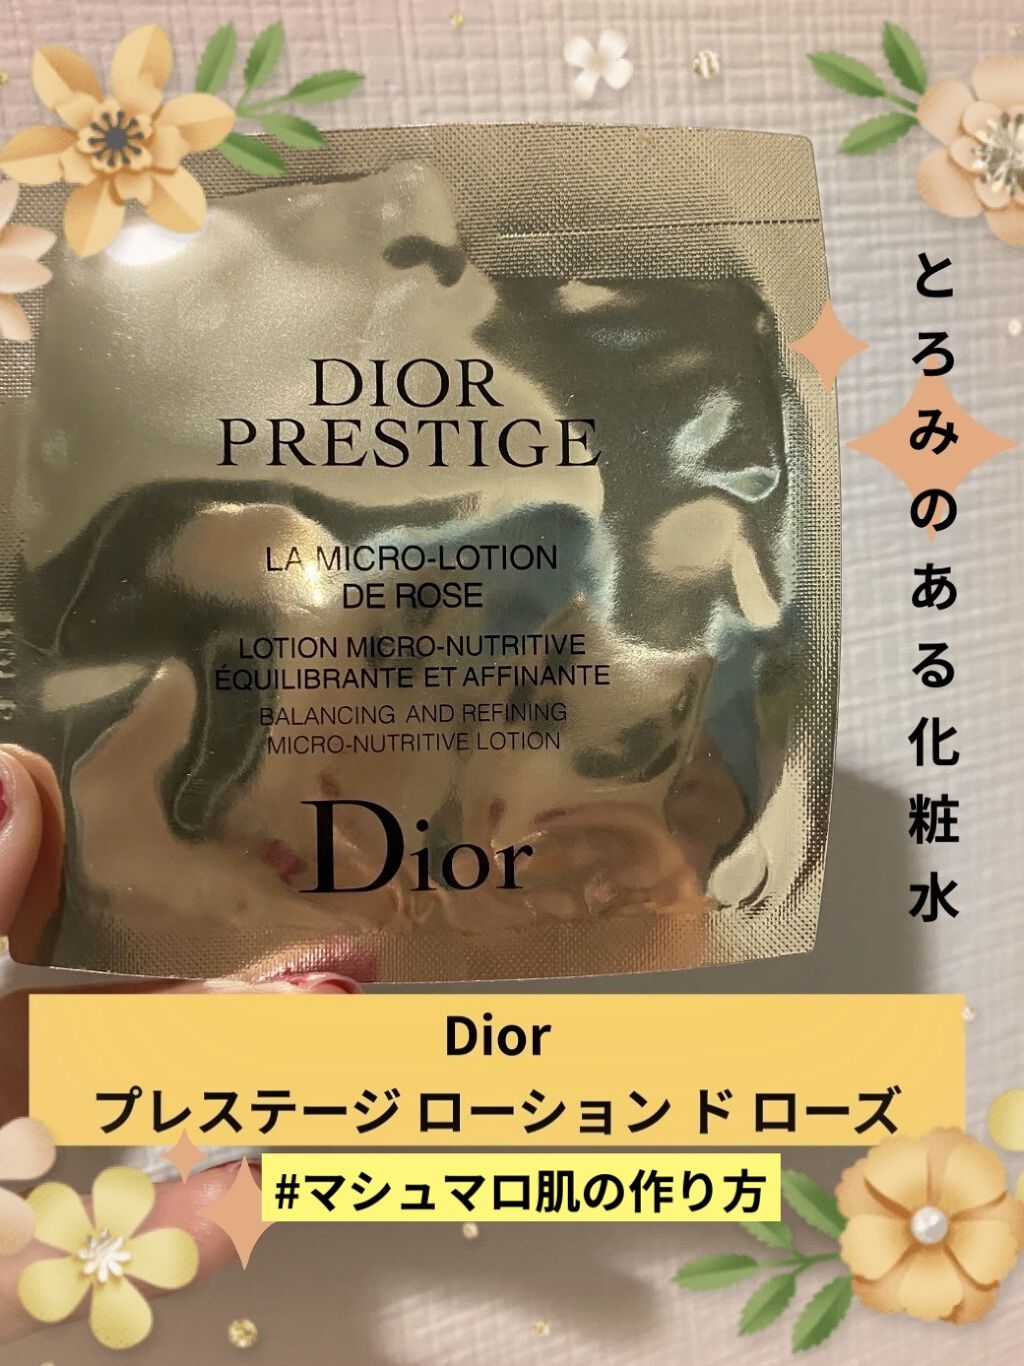 DIOR
PRESTIGE
LA MICRO-LOTION
DE ROSE
LOTION MICRO-NUTRITIVE
ÉQUILIBRANTE ET AFFINANTE
BALANCING AND REFINING
MICRO-NUTRITIVE LOTION
Dior
とろみのある化粧水
Dior
プレステージ ローション ド ローズ
#マシュマロ肌の作り方